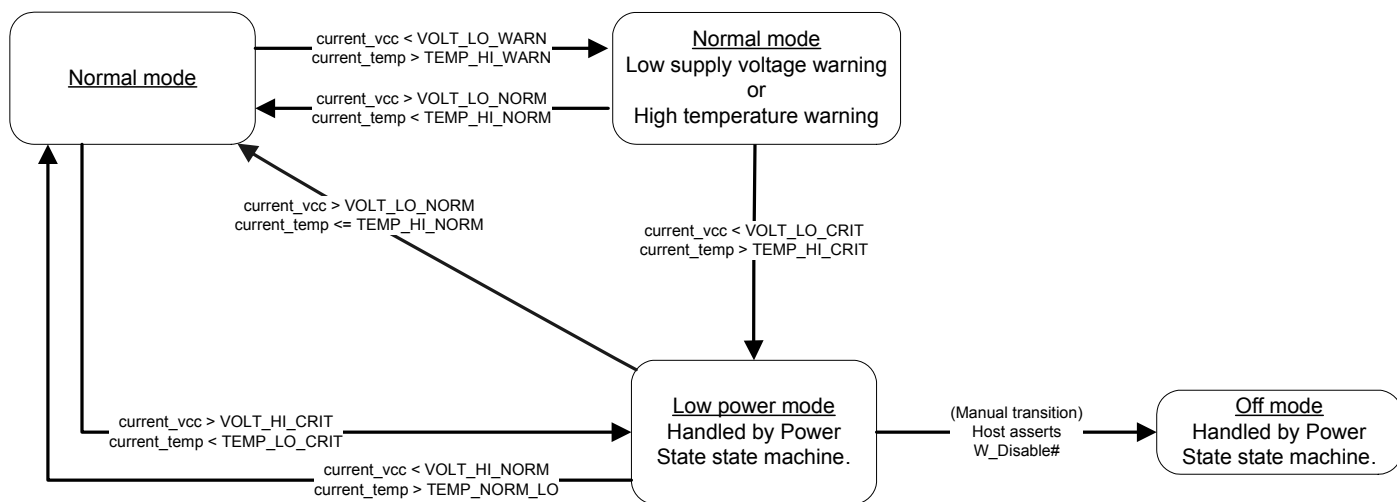 Normal mode
current_vcc < VOLT_LO_WARN
current_temp > TEMP_HI_WARN
Normal mode
Low supply voltage warning
or
High temperature warning
current_vcc > VOLT_LO_NORM
current_temp < TEMP_HI_NORM
current_vcc > VOLT_LO_NORM
current_temp <= TEMP_HI_NORM
current_vcc < VOLT_LO_CRIT
current_temp > TEMP_HI_CRIT
current_vcc > VOLT_HI_CRIT
current_temp < TEMP_LO_CRIT
current_vcc < VOLT_HI_NORM
current_temp > TEMP_NORM_LO
Low power mode
Handled by Power
State state machine.
(Manual transition)
Host asserts
W_Disable#
Off mode
Handled by Power
State state machine.